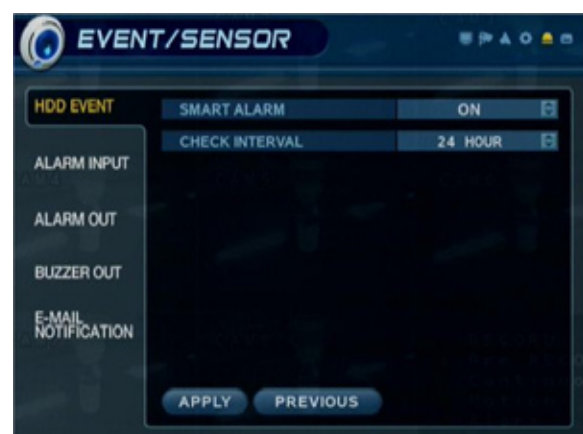 EVENT/SENSOR
HDD EVENT
SMART ALARM ON
CHECK INTERVAL 24 HOUR
ALARM INPUT
ALARM OUT
BUZZER OUT
E-MAIL
NOTIFICATION
APPLY PREVIOUS